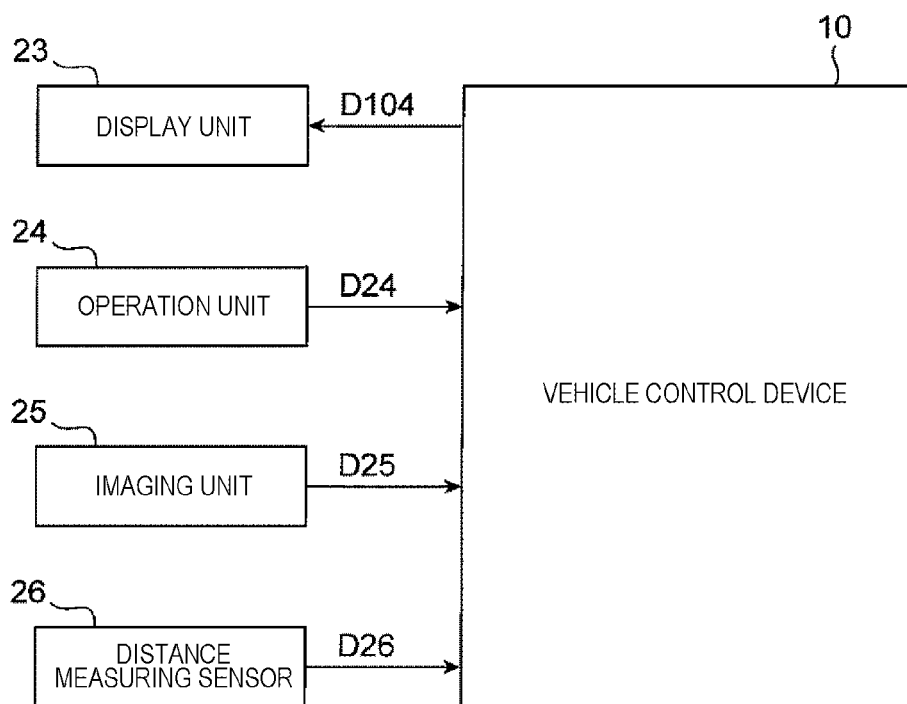 10
23
DISPLAY UNIT
D104
24
OPERATION UNIT
D24
VEHICLE CONTROL DEVICE
25
IMAGING UNIT
D25
26
DISTANCE
MEASURING SENSOR
D26